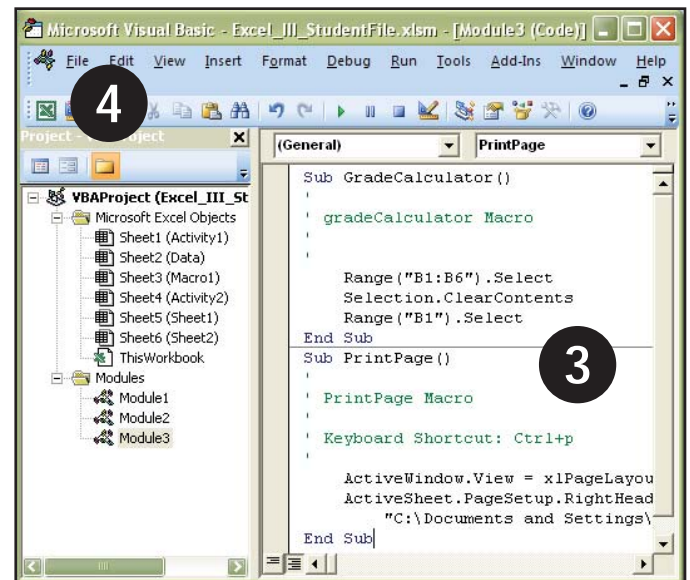 Microsoft Visual Basic - Excel_III_StudentFile.xlsm - [Module3 (Code)]
File Edit View Insert Format Debug Run Tools Add-Ins Window Help
4
(General) PrintPage
VBAProject (Excel_III_St
Microsoft Excel Objects
Sheet1 (Activity1)
Sheet2 (Data)
Sheet3 (Macro1)
Sheet4 (Activity2)
Sheet5 (Sheet1)
Sheet6 (Sheet2)
ThisWorkbook
Modules
Module1
Module2
Module3
Sub GradeCalculator()
'
' gradeCalculator Macro
'
'
Range("B1:B6").Select
Selection.ClearContents
Range("B1").Select
End Sub
Sub PrintPage()
'
' PrintPage Macro
'
' Keyboard Shortcut: Ctrl+p
'
ActiveWindow.View = xlPageLayou
ActiveSheet.PageSetup.RightHead
"C:\Documents and Settings\
End Sub
3